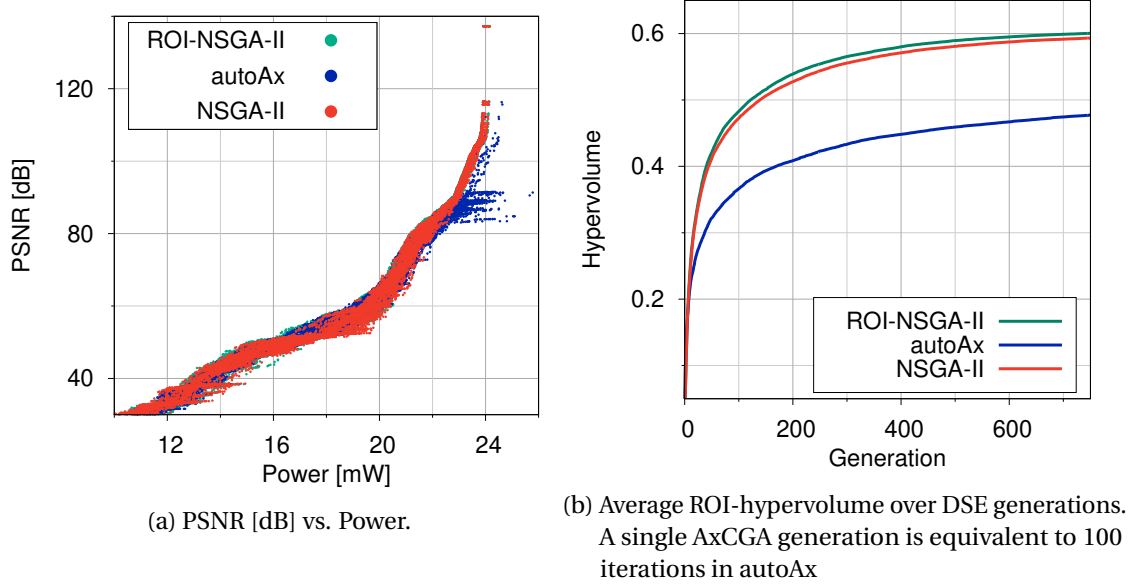 ROI-NSGA-II
autoAx
NSGA-II
120
80
40
PSNR [dB]
12
16
20
24
Power [mW]
(a) PSNR [dB] vs. Power.
0.6
0.4
0.2
Hypervolume
ROI-NSGA-II
autoAx
NSGA-II
0
200
400
600
Generation
(b) Average ROI-hypervolume over DSE generations.
A single AxCGA generation is equivalent to 100
iterations in autoAx